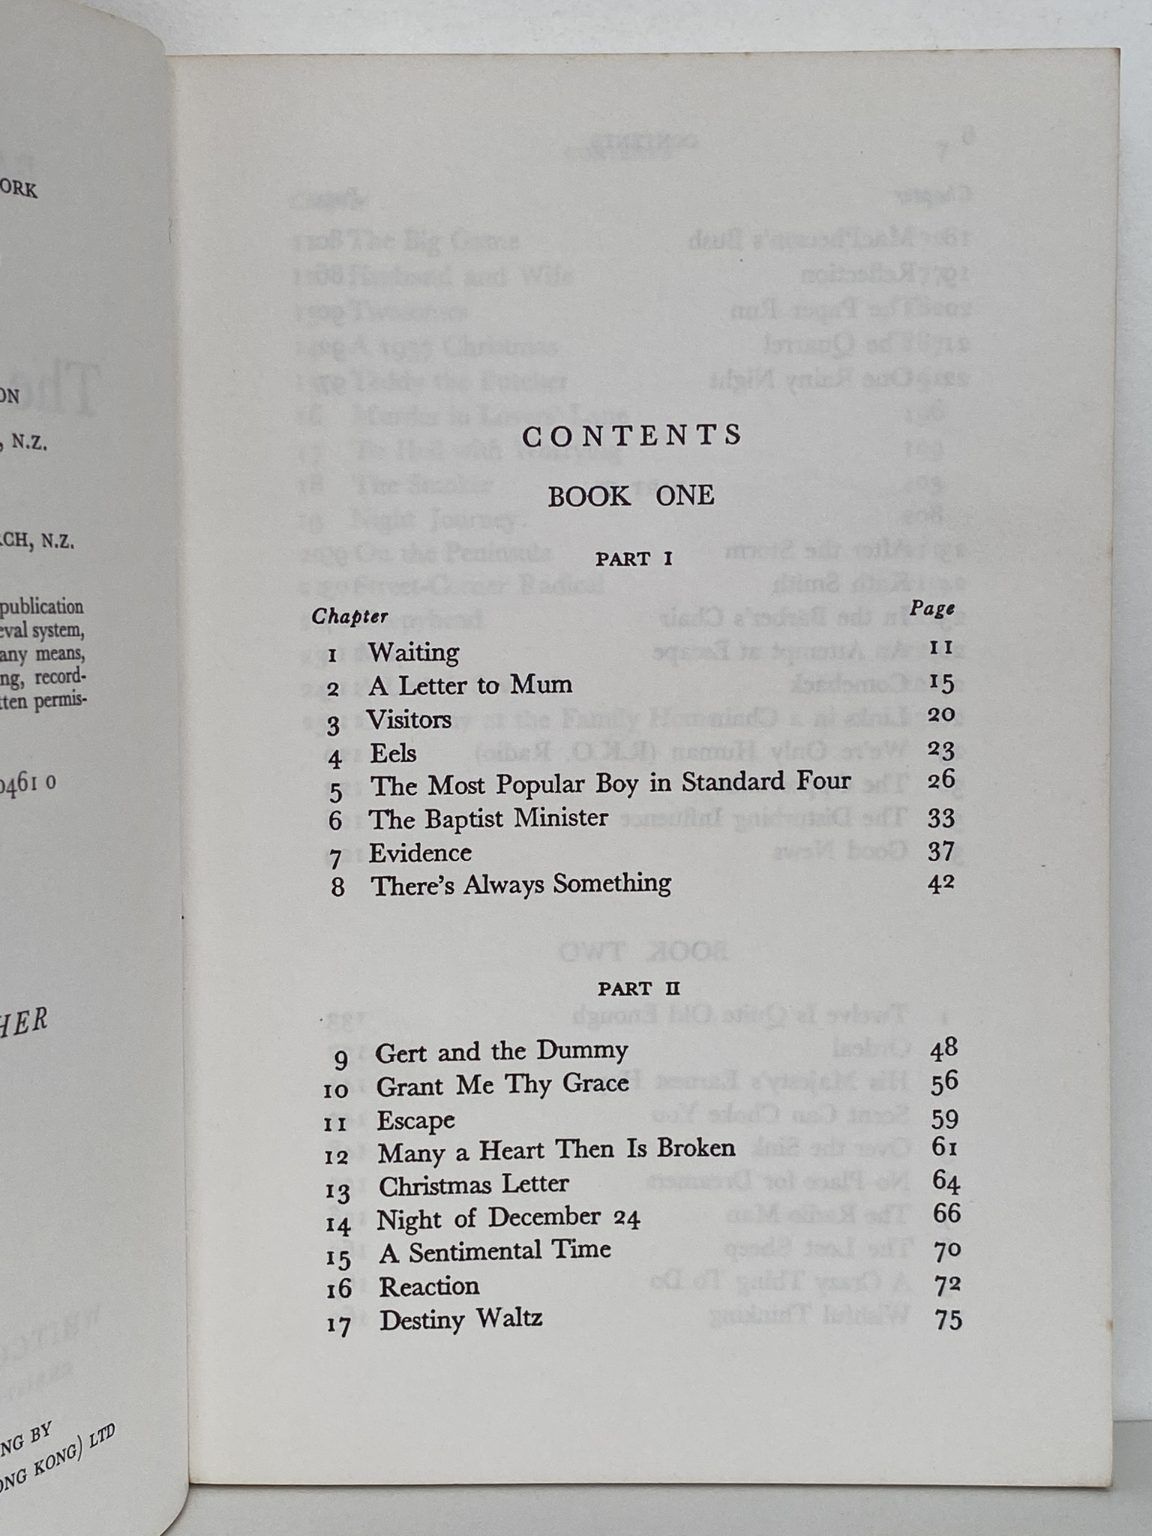 ORK
ON
, N.Z.
CH, N.Z.
publication
eval system,
any means,
ng, record-
tten permis-
0461 0
HER
NG BY
ONG KONG) LTD
CONTENTS
BOOK ONE
PART I
Chapter Page
1 Waiting 11
2 A Letter to Mum 15
3 Visitors 20
4 Eels 23
5 The Most Popular Boy in Standard Four 26
6 The Baptist Minister 33
7 Evidence 37
8 There's Always Something 42
PART II
9 Gert and the Dummy 48
10 Grant Me Thy Grace 56
11 Escape 59
12 Many a Heart Then Is Broken 61
13 Christmas Letter 64
14 Night of December 24 66
15 A Sentimental Time 70
16 Reaction 72
17 Destiny Waltz 75